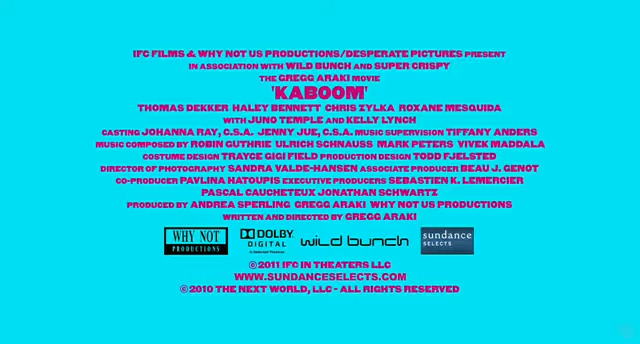 IFC FILMS & WHY NOT US PRODUCTIONS/DESPERATE PICTURES PRESENT
IN ASSOCIATION WITH WILD BUNCH AND SUPER CRISPY
THE GREGG ARAKI MOVIE
'KABOOM'
THOMAS DEKKER HALEY BENNETT CHRIS ZYLKA ROXANE MESQUIDA
WITH JUNO TEMPLE AND KELLY LYNCH
CASTING JOHANNA RAY, C.S.A. JENNY JUE, C.S.A. MUSIC SUPERVISION TIFFANY ANDERS
MUSIC COMPOSED BY ROBIN GUTHRIE ULRICH SCHNAUSS MARK PETERS VIVEK MADDALA
COSTUME DESIGN TRAYCE GIGI FIELD PRODUCTION DESIGN TODD FJELSTED
DIRECTOR OF PHOTOGRAPHY SANDRA VALDE-HANSEN ASSOCIATE PRODUCER BEAU J. GENOT
CO-PRODUCER PAVLINA HATOUPIS EXECUTIVE PRODUCERS SEBASTIEN K. LEMERCIER
PASCAL CAUCHETEUX JONATHAN SCHWARTZ
PRODUCED BY ANDREA SPERLING GREGG ARAKI WHY NOT US PRODUCTIONS
WRITTEN AND DIRECTED BY GREGG ARAKI
WHY NOT PRODUCTIONS
DOLBY DIGITAL
In Selected Theatres
wild bunch
sundance SELECTS
©2011 IFC IN THEATERS LLC
WWW.SUNDANCESELECTS.COM
©2010 THE NEXT WORLD, LLC - ALL RIGHTS RESERVED